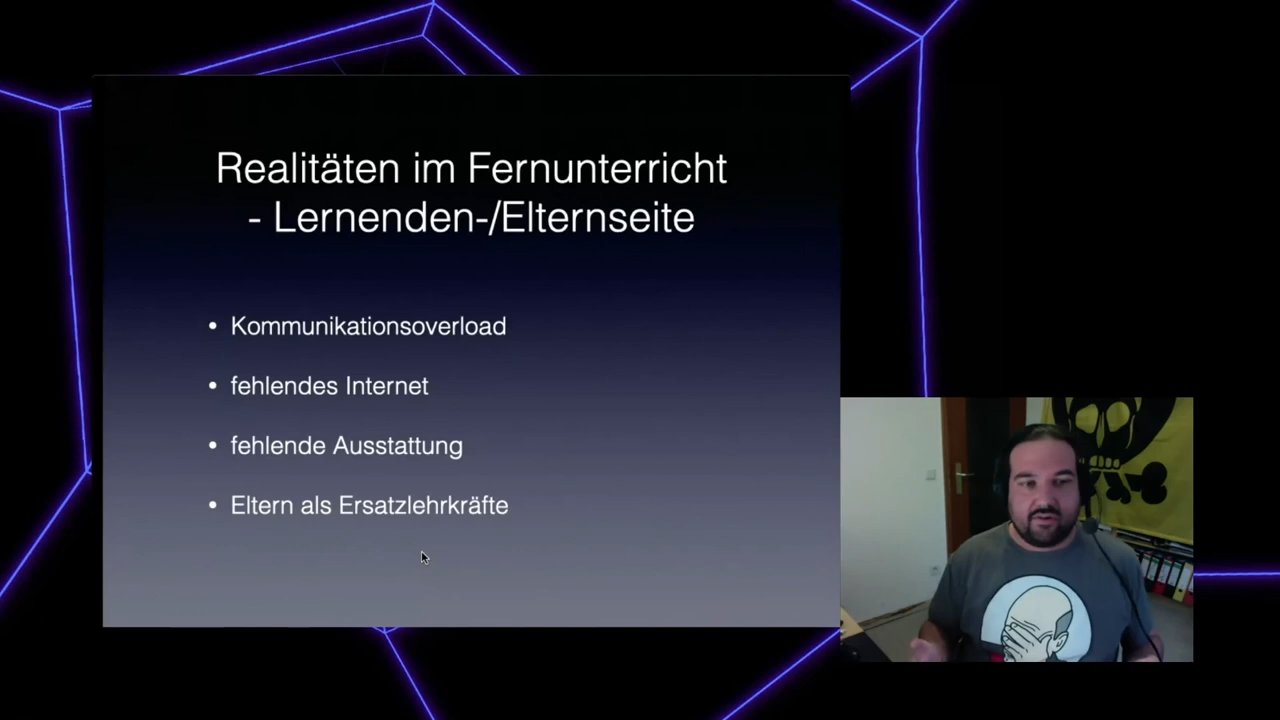 Realitäten im Fernunterricht
- Lernenden-/Elternseite
• Kommunikationsoverload
• fehlendes Internet
• fehlende Ausstattung
• Eltern als Ersatzlehrkräfte